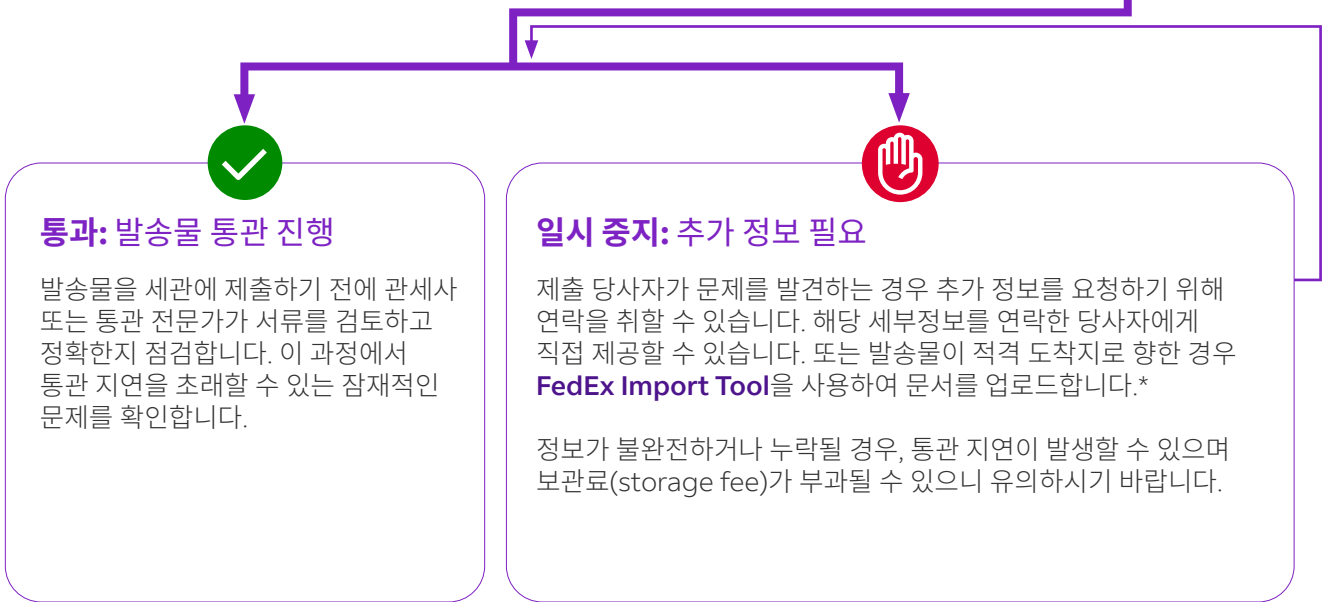 통과: 발송물 통관 진행
발송물을 세관에 제출하기 전에 관세사
또는 통관 전문가가 서류를 검토하고
정확한지 점검합니다. 이 과정에서
통관 지연을 초래할 수 있는 잠재적인
문제를 확인합니다.
일시 중지: 추가 정보 필요
제출 당사자가 문제를 발견하는 경우 추가 정보를 요청하기 위해
연락을 취할 수 있습니다. 해당 세부정보를 연락한 당사자에게
직접 제공할 수 있습니다. 또는 발송물이 적격 도착지로 향한 경우
FedEx Import Tool을 사용하여 문서를 업로드합니다.*
정보가 불완전하거나 누락될 경우, 통관 지연이 발생할 수 있으며
보관료(storage fee)가 부과될 수 있으니 유의하시기 바랍니다.